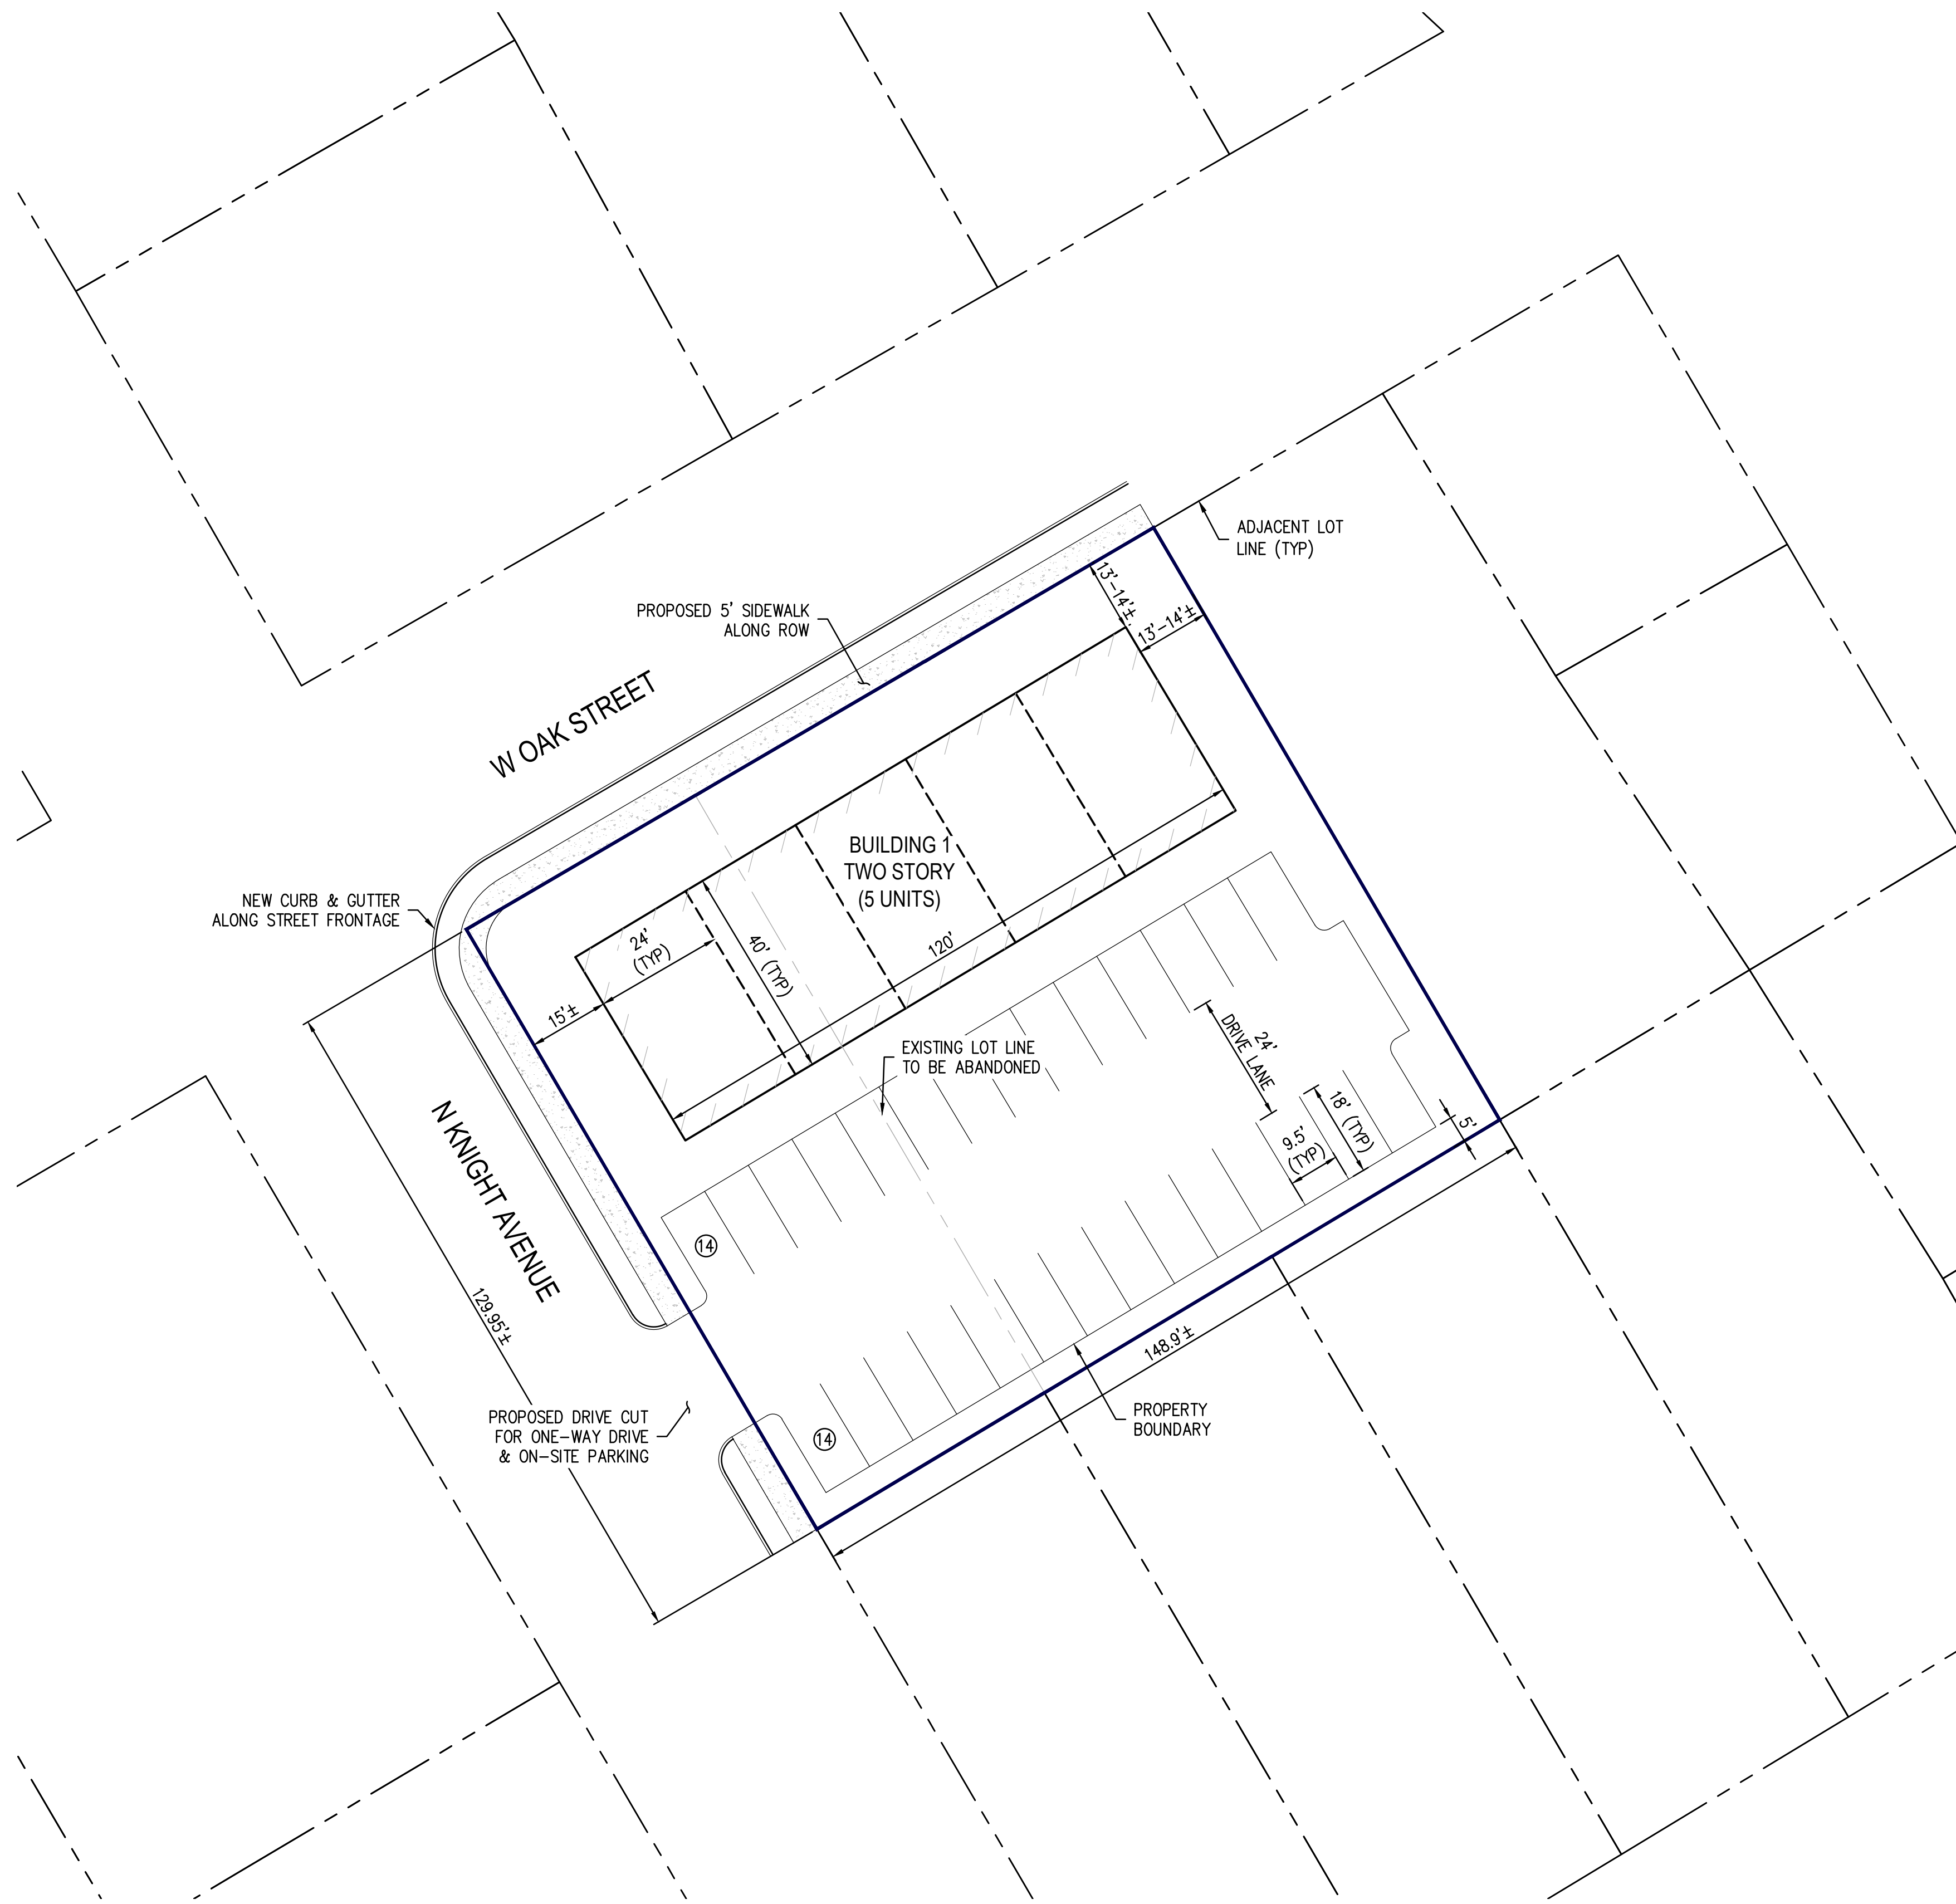 ADJACENT LOT
LINE (TYP)
13'-14'±
13'-14'±
PROPOSED 5' SIDEWALK
ALONG ROW
W OAK STREET
BUILDING 1
TWO STORY
(5 UNITS)
NEW CURB & GUTTER
ALONG STREET FRONTAGE
24'
(TYP)
40' (TYP)
120'
15'±
EXISTING LOT LINE
TO BE ABANDONED
24'
DRIVE LANE
18' (TYP)
9.5'
(TYP)
5'
N KNIGHT AVENUE
14
129.95'±
148.9'±
PROPOSED DRIVE CUT
FOR ONE-WAY DRIVE
& ON-SITE PARKING
14
PROPERTY
BOUNDARY